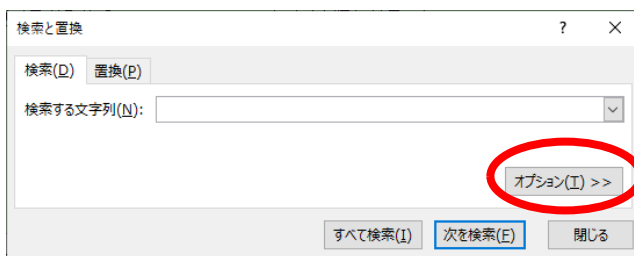 検索と置換 ? ×
検索(D) 置換(P)
検索する文字列(N):
オプション(T) >>
すべて検索(I) 次を検索(F) 閉じる